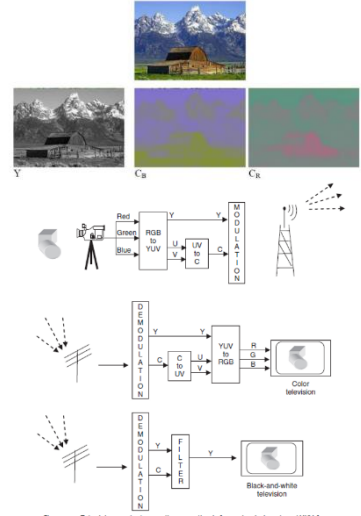 Y
C_B
C_R
Red
Green
Blue
RGB
to
YUV
Y
U
V
UV
to
C
Y
C
MODULATION
DEMODULATION
Y
C
C
to
UV
Y
U
V
YUV
to
RGB
R
G
B
Color
television
DEMODULATION
Y
C
FILTER
Y
Black-and-white
television